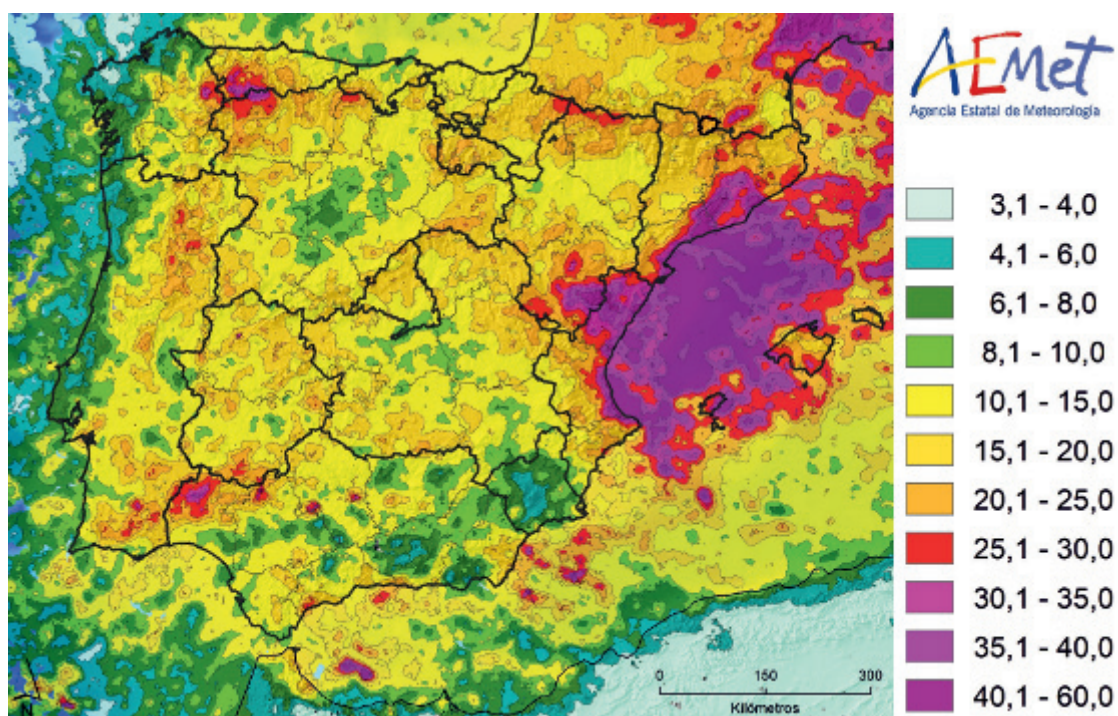 AEMet
Agencia Estatal de Meteorología
3,1 - 4,0
4,1 - 6,0
6,1 - 8,0
8,1 - 10,0
10,1 - 15,0
15,1 - 20,0
20,1 - 25,0
25,1 - 30,0
30,1 - 35,0
35,1 - 40,0
40,1 - 60,0
0 150 300
Kilómetros
N